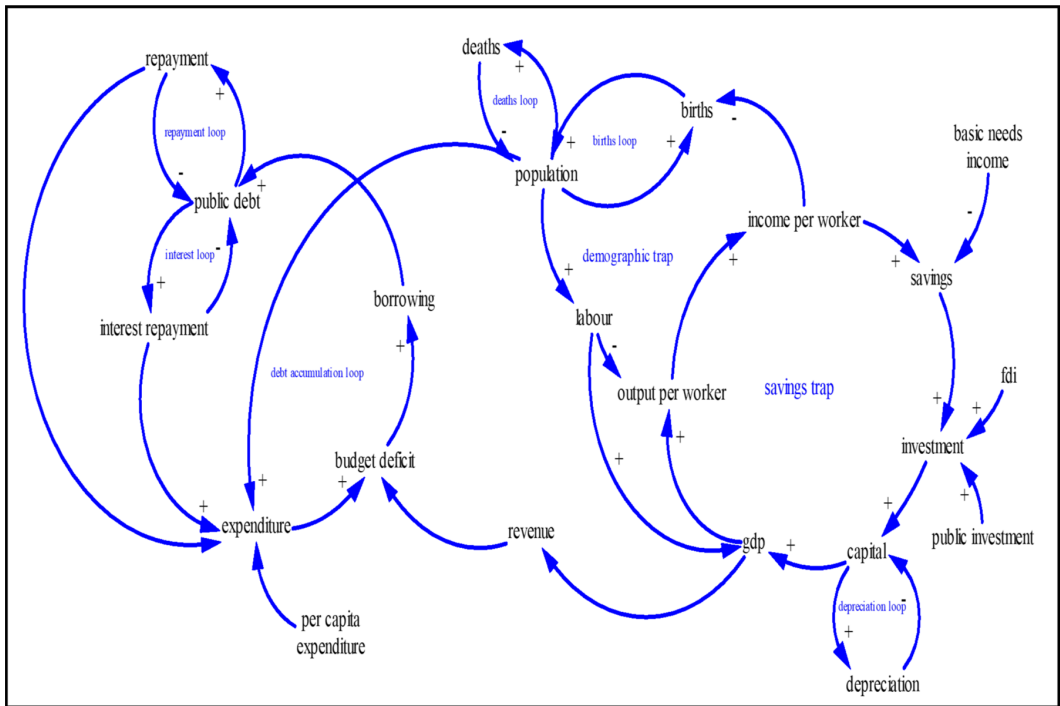 deaths
repayment
+
deaths loop
+
births
repayment loop
-
basic needs
income
-
+
births loop
+
-
population
public debt
+
income per worker
-
interest loop
-
+
demographic trap
+
+
savings
+
borrowing
interest repayment
labour
-
+
debt accumulation loop
output per worker
savings trap
fdi
+
+
+
budget deficit
+
investment
+
+
+
+
+
expenditure
revenue
gdp
+
capital
public investment
per capita
expenditure
depreciation loop
-
+
depreciation